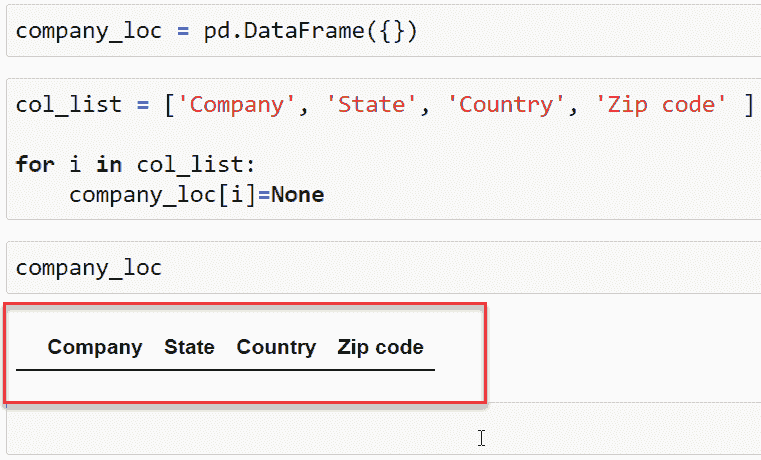 company_loc = pd.DataFrame({})
col_list = ['Company', 'State', 'Country', 'Zip code' ]
for i in col_list:
    company_loc[i]=None
company_loc
Company State Country Zip code